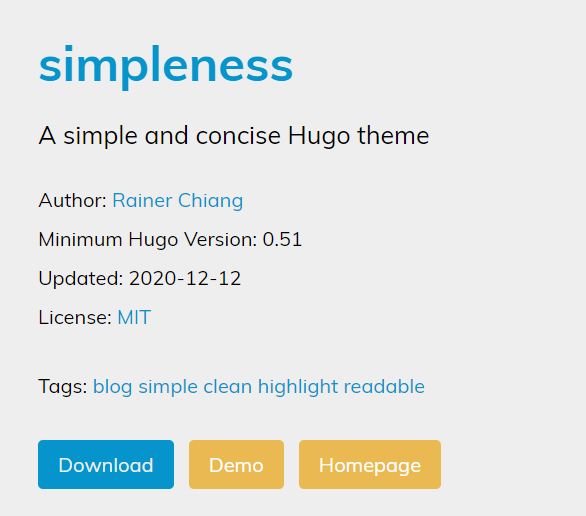 simpleness
A simple and concise Hugo theme
Author: Rainer Chiang
Minimum Hugo Version: 0.51
Updated: 2020-12-12
License: MIT
Tags: blog simple clean highlight readable
Download Demo Homepage